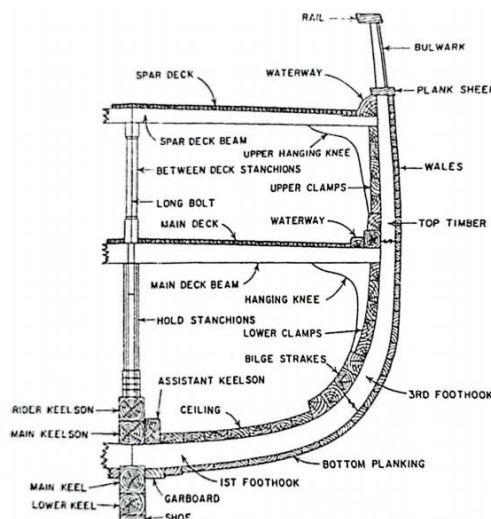 RAIL
BULWARK
SPAR DECK
WATERWAY
PLANK SHEER
SPAR DECK BEAM
UPPER HANGING KNEE
BETWEEN DECK STANCHIONS
WALES
UPPER CLAMPS
LONG BOLT
WATERWAY
MAIN DECK
TOP TIMBER
MAIN DECK BEAM
HANGING KNEE
HOLD STANCHIONS
LOWER CLAMPS
BILGE STRAKES
ASSISTANT KEELSON
3RD FOOTHOOK
RIDER KEELSON
CEILING
MAIN KEELSON
BOTTOM PLANKING
1ST FOOTHOOK
MAIN KEEL
GARBOARD
LOWER KEEL
SHOE